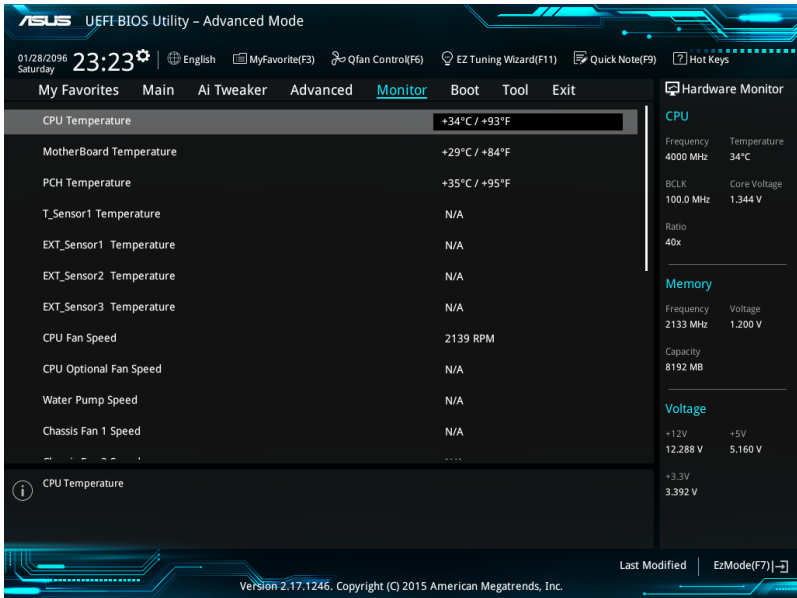 ASUS UEFI BIOS Utility – Advanced Mode
01/28/2096
Saturday
23:23
English MyFavorite(F3) Qfan Control(F6) EZ Tuning Wizard(F11) Quick Note(F9) ? Hot Keys
My Favorites Main Ai Tweaker Advanced Monitor Boot Tool Exit
CPU Temperature +34°C / +93°F
MotherBoard Temperature +29°C / +84°F
PCH Temperature +35°C / +95°F
T_Sensor1 Temperature N/A
EXT_Sensor1 Temperature N/A
EXT_Sensor2 Temperature N/A
EXT_Sensor3 Temperature N/A
CPU Fan Speed 2139 RPM
CPU Optional Fan Speed N/A
Water Pump Speed N/A
Chassis Fan 1 Speed N/A
i CPU Temperature
Hardware Monitor
CPU
Frequency Temperature
4000 MHz 34°C
BCLK Core Voltage
100.0 MHz 1.344 V
Ratio
40x
Memory
Frequency Voltage
2133 MHz 1.200 V
Capacity
8192 MB
Voltage
+12V +5V
12.288 V 5.160 V
+3.3V
3.392 V
Last Modified EzMode(F7)
Version 2.17.1246. Copyright (C) 2015 American Megatrends, Inc.